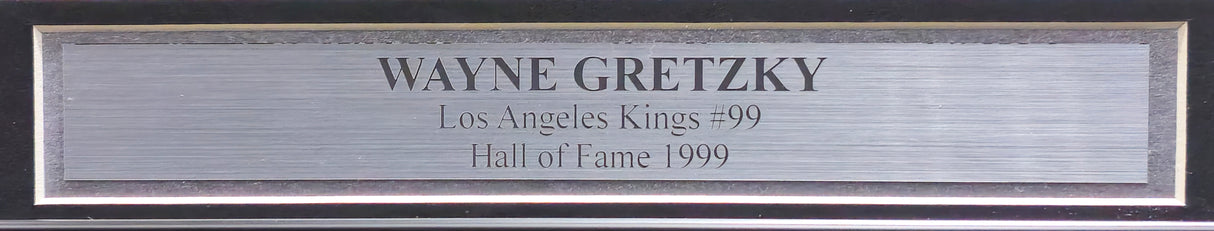 WAYNE GRETZKY
Los Angeles Kings #99
Hall of Fame 1999